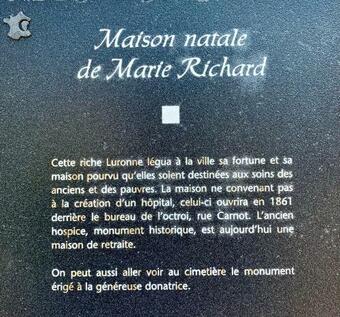 Maison natale
de Marie Richard
Cette riche Luronne légua à la ville sa fortune et sa
maison pourvu qu'elles soient destinées aux soins des
anciens et des pauvres. La maison ne convenant pas
à la création d'un hôpital, celui-ci ouvrira en 1861
derrière le bureau de l'octroi, rue Carnot. L'ancien
hospice, monument historique, est aujourd'hui une
maison de retraite.
On peut aussi aller voir au cimetière le monument
érigé à la généreuse donatrice.